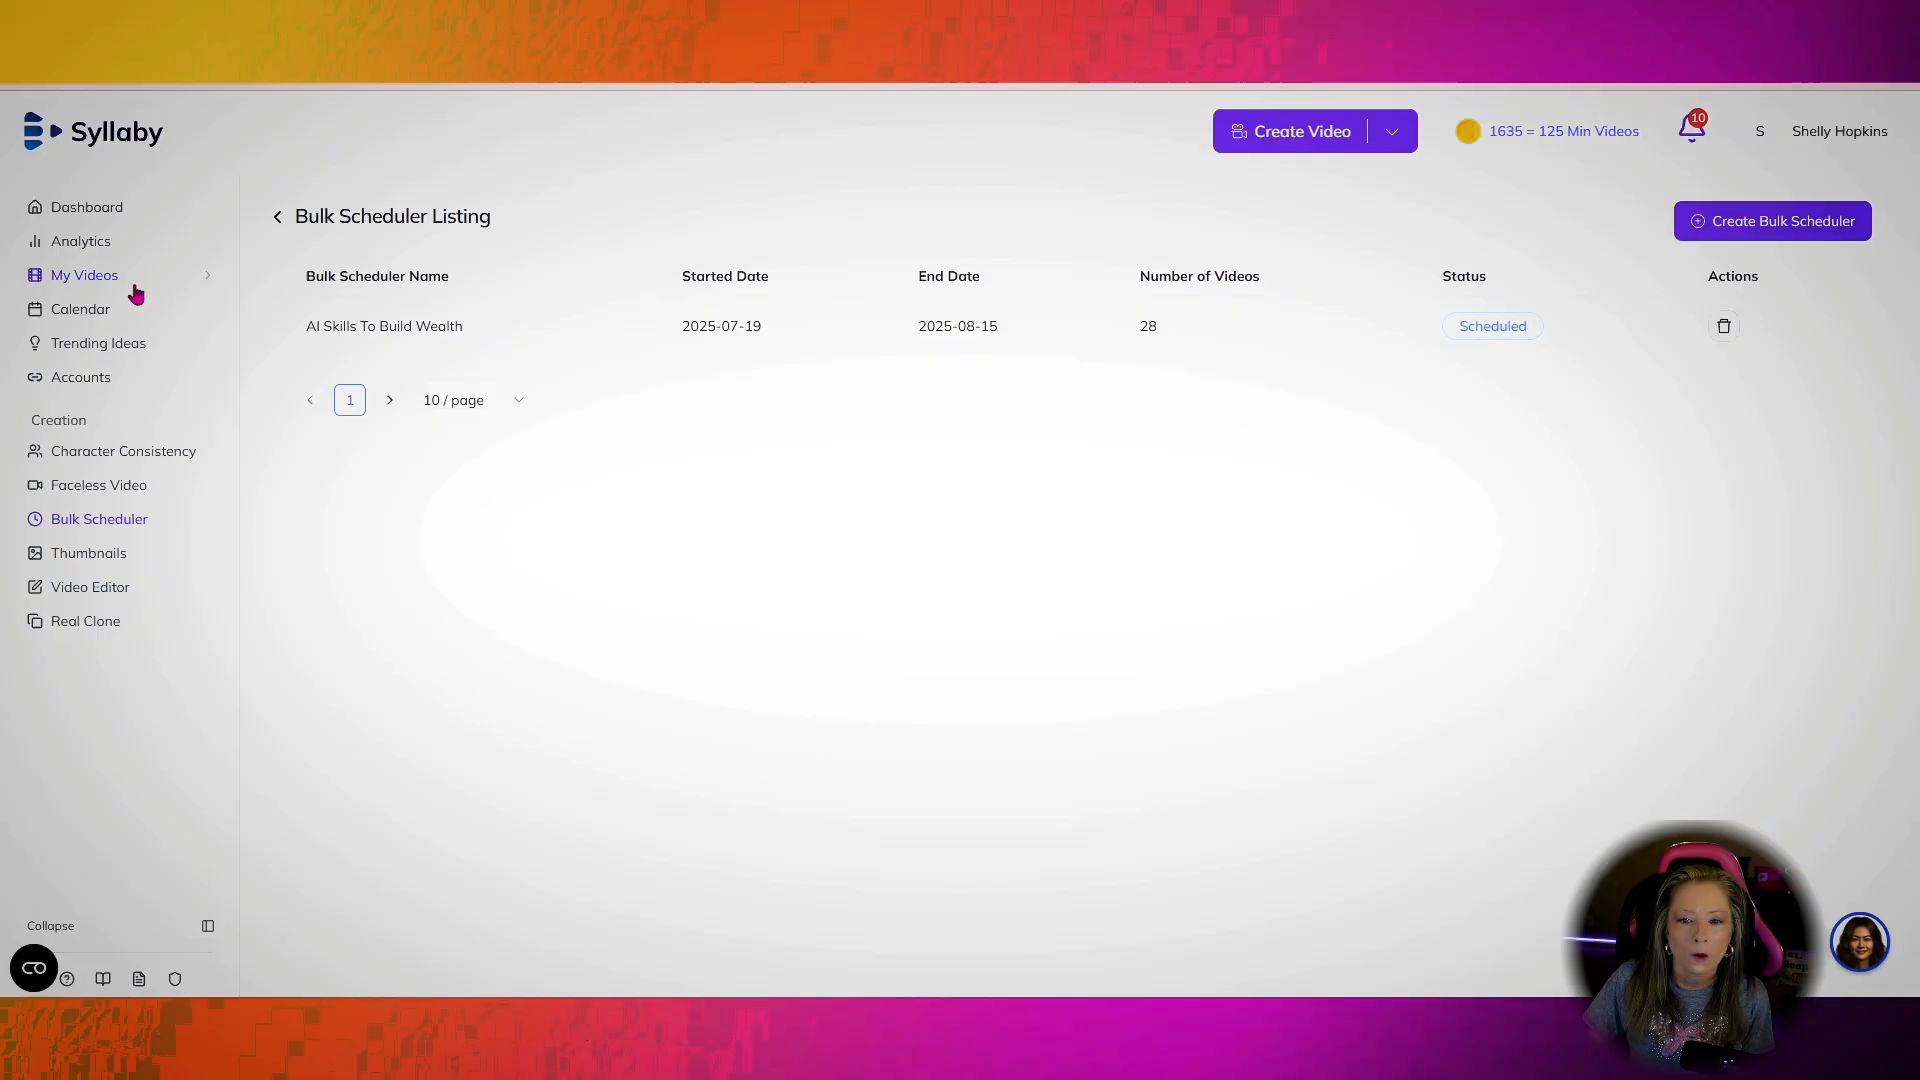 Syllaby
Create Video
1635 = 125 Min Videos
10
S
Shelly Hopkins
Dashboard
Analytics
My Videos
Calendar
Trending Ideas
Accounts
Creation
Character Consistency
Faceless Video
Bulk Scheduler
Thumbnails
Video Editor
Real Clone
Collapse
Bulk Scheduler Listing
Create Bulk Scheduler
Bulk Scheduler Name Started Date End Date Number of Videos Status Actions
AI Skills To Build Wealth 2025-07-19 2025-08-15 28 Scheduled
1 10 / page